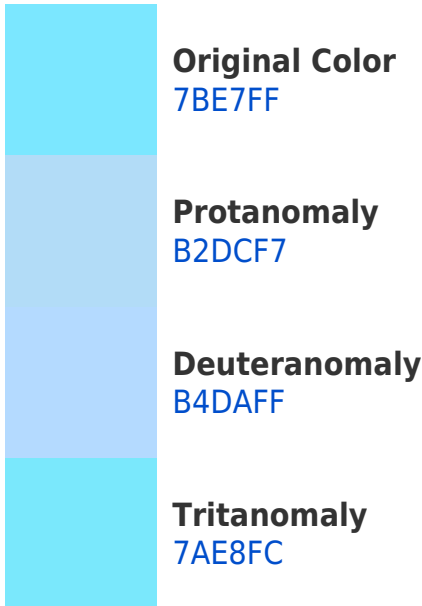 Original Color
7BE7FF
Protanomaly
B2DCF7
Deuteranomaly
B4DAFF
Tritanomaly
7AE8FC